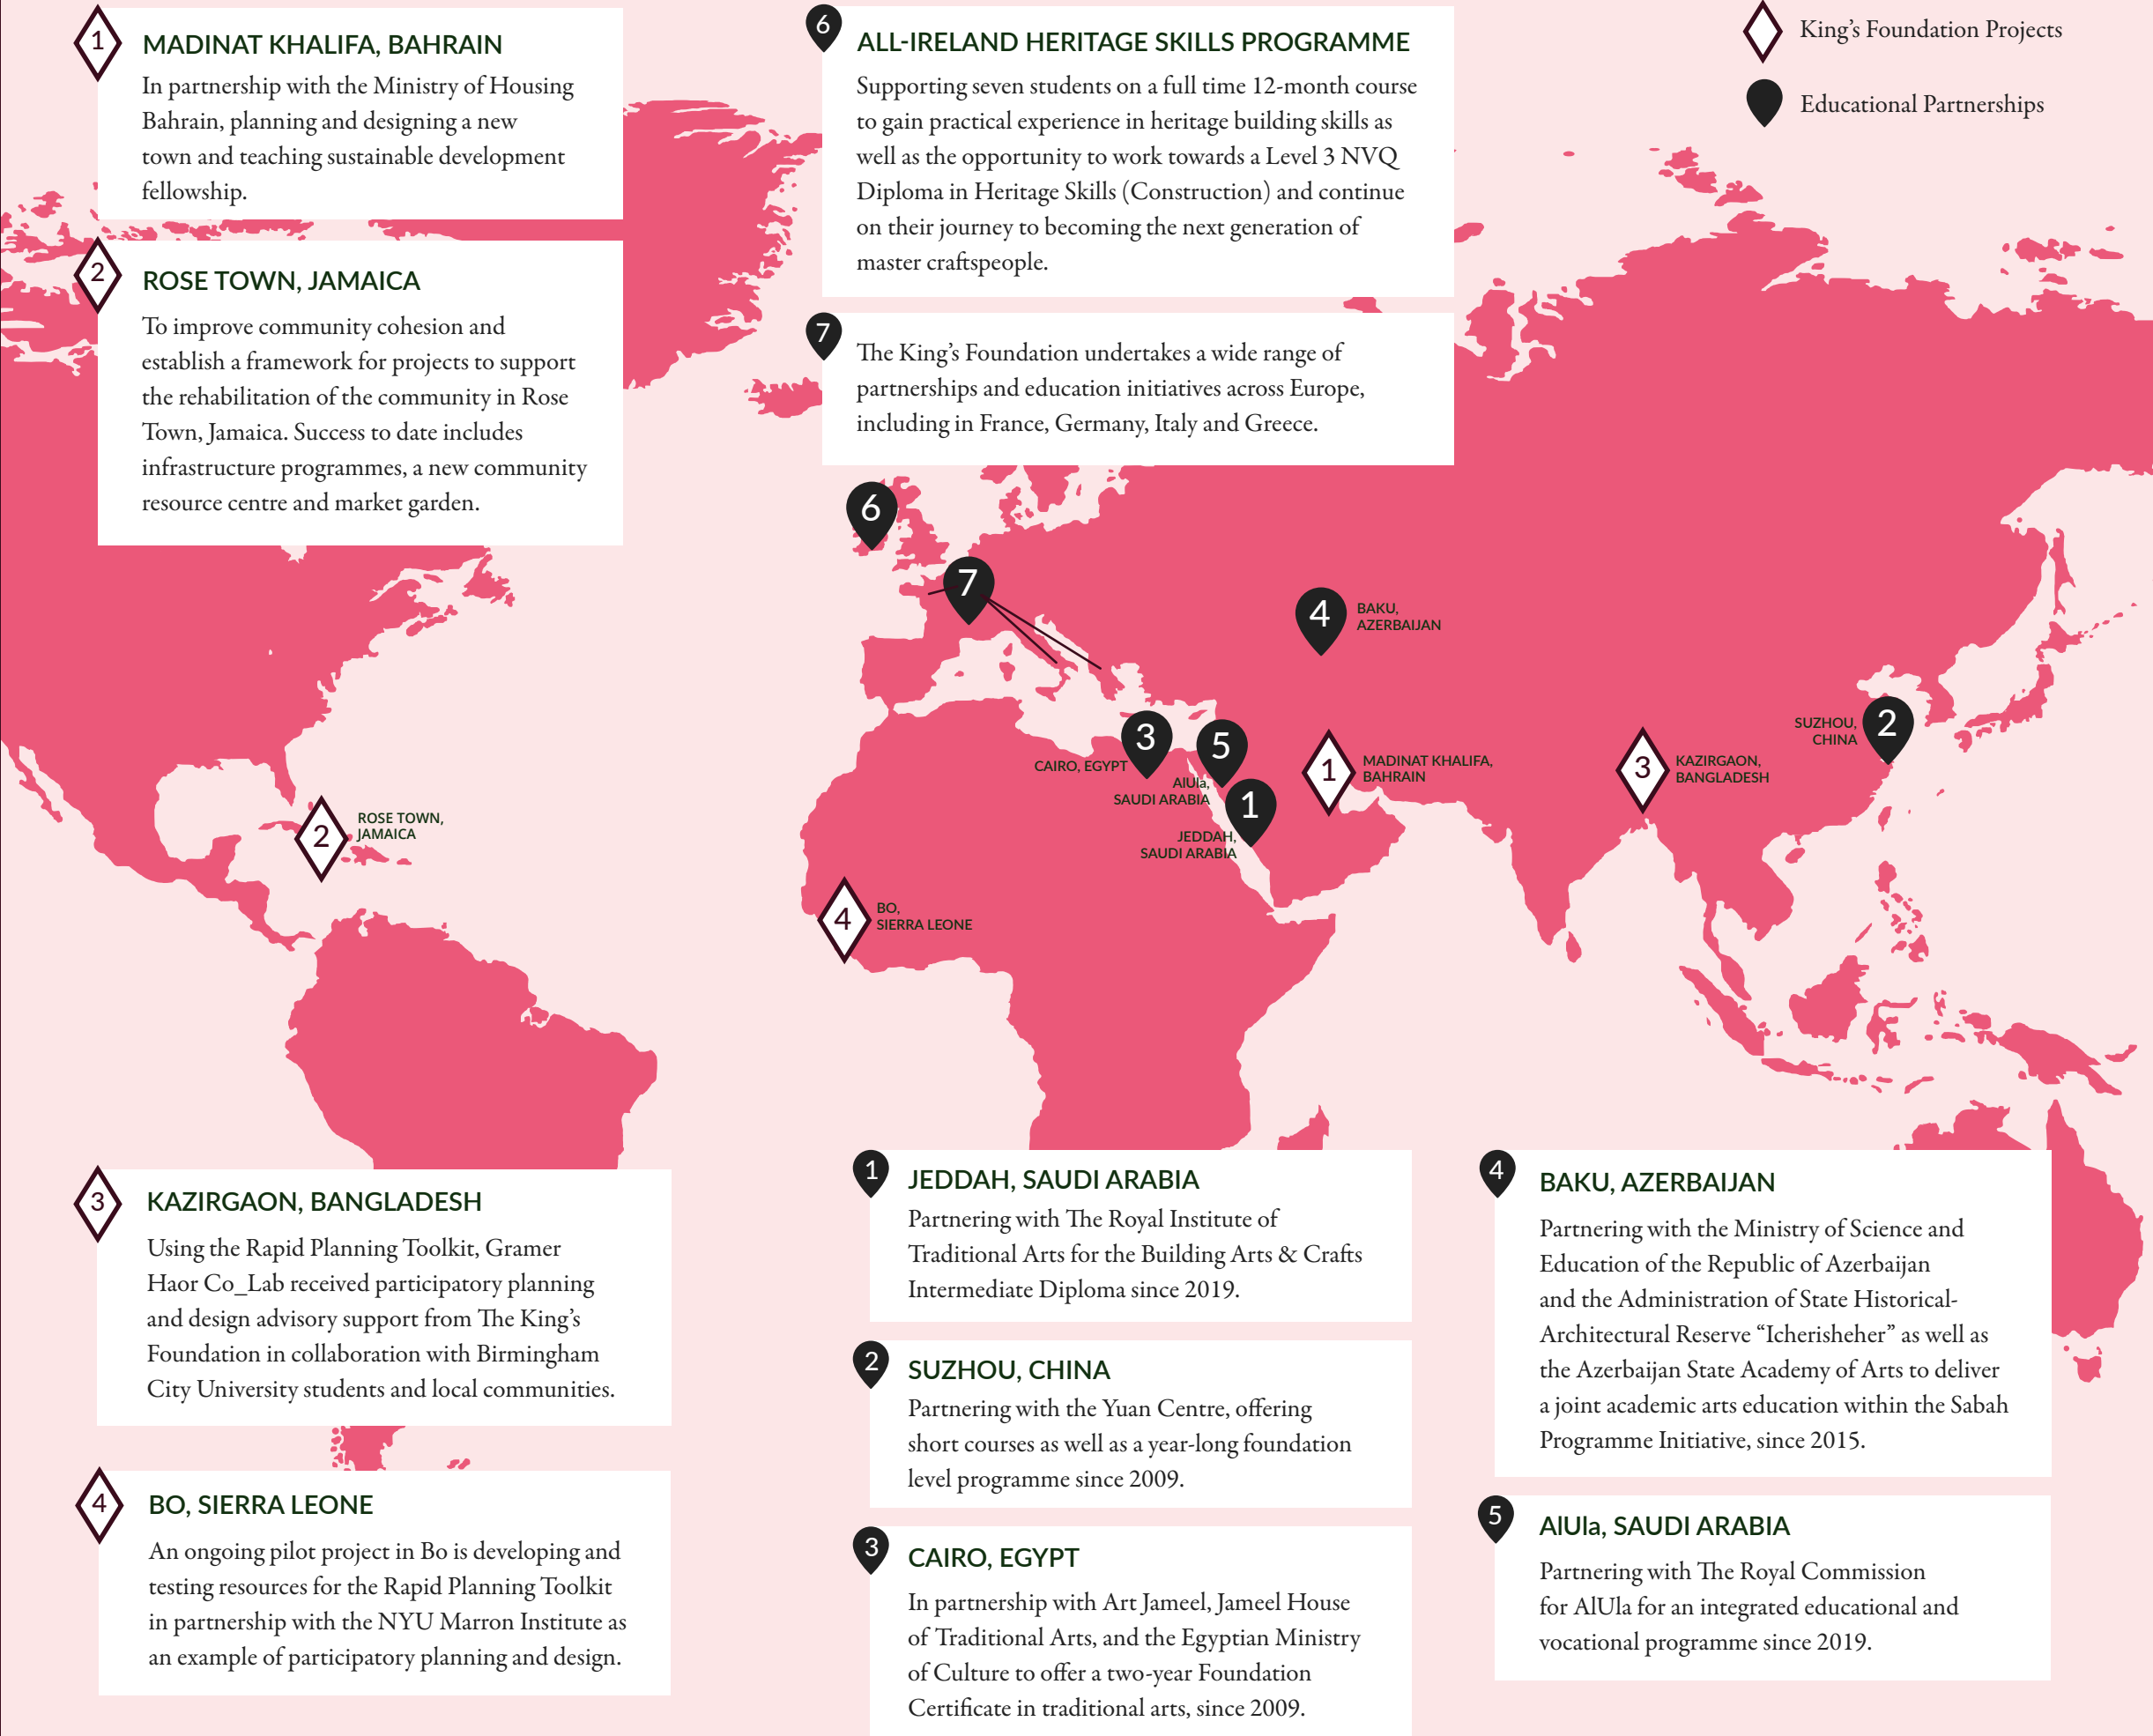 1
MADINAT KHALIFA, BAHRAIN
In partnership with the Ministry of Housing
Bahrain, planning and designing a new
town and teaching sustainable development
fellowship.
2
ROSE TOWN, JAMAICA
To improve community cohesion and
establish a framework for projects to support
the rehabilitation of the community in Rose
Town, Jamaica. Success to date includes
infrastructure programmes, a new community
resource centre and market garden.
6
ALL-IRELAND HERITAGE SKILLS PROGRAMME
Supporting seven students on a full time 12-month course
to gain practical experience in heritage building skills as
well as the opportunity to work towards a Level 3 NVQ
Diploma in Heritage Skills (Construction) and continue
on their journey to becoming the next generation of
master craftspeople.
7
The King’s Foundation undertakes a wide range of
partnerships and education initiatives across Europe,
including in France, Germany, Italy and Greece.
King’s Foundation Projects
Educational Partnerships
6
7
4
BAKU,
AZERBAIJAN
3
CAIRO, EGYPT
5
AlUla,
SAUDI ARABIA
1
JEDDAH,
SAUDI ARABIA
1
MADINAT KHALIFA,
BAHRAIN
3
KAZIRGAON,
BANGLADESH
SUZHOU,
CHINA
2
2
ROSE TOWN,
JAMAICA
4
BO,
SIERRA LEONE
3
KAZIRGAON, BANGLADESH
Using the Rapid Planning Toolkit, Gramer
Haor Co_Lab received participatory planning
and design advisory support from The King’s
Foundation in collaboration with Birmingham
City University students and local communities.
4
BO, SIERRA LEONE
An ongoing pilot project in Bo is developing and
testing resources for the Rapid Planning Toolkit
in partnership with the NYU Marron Institute as
an example of participatory planning and design.
1
JEDDAH, SAUDI ARABIA
Partnering with The Royal Institute of
Traditional Arts for the Building Arts & Crafts
Intermediate Diploma since 2019.
2
SUZHOU, CHINA
Partnering with the Yuan Centre, offering
short courses as well as a year-long foundation
level programme since 2009.
3
CAIRO, EGYPT
In partnership with Art Jameel, Jameel House
of Traditional Arts, and the Egyptian Ministry
of Culture to offer a two-year Foundation
Certificate in traditional arts, since 2009.
4
BAKU, AZERBAIJAN
Partnering with the Ministry of Science and
Education of the Republic of Azerbaijan
and the Administration of State Historical-
Architectural Reserve “Icherisheher” as well as
the Azerbaijan State Academy of Arts to deliver
a joint academic arts education within the Sabah
Programme Initiative, since 2015.
5
AlUla, SAUDI ARABIA
Partnering with The Royal Commission
for AlUla for an integrated educational and
vocational programme since 2019.